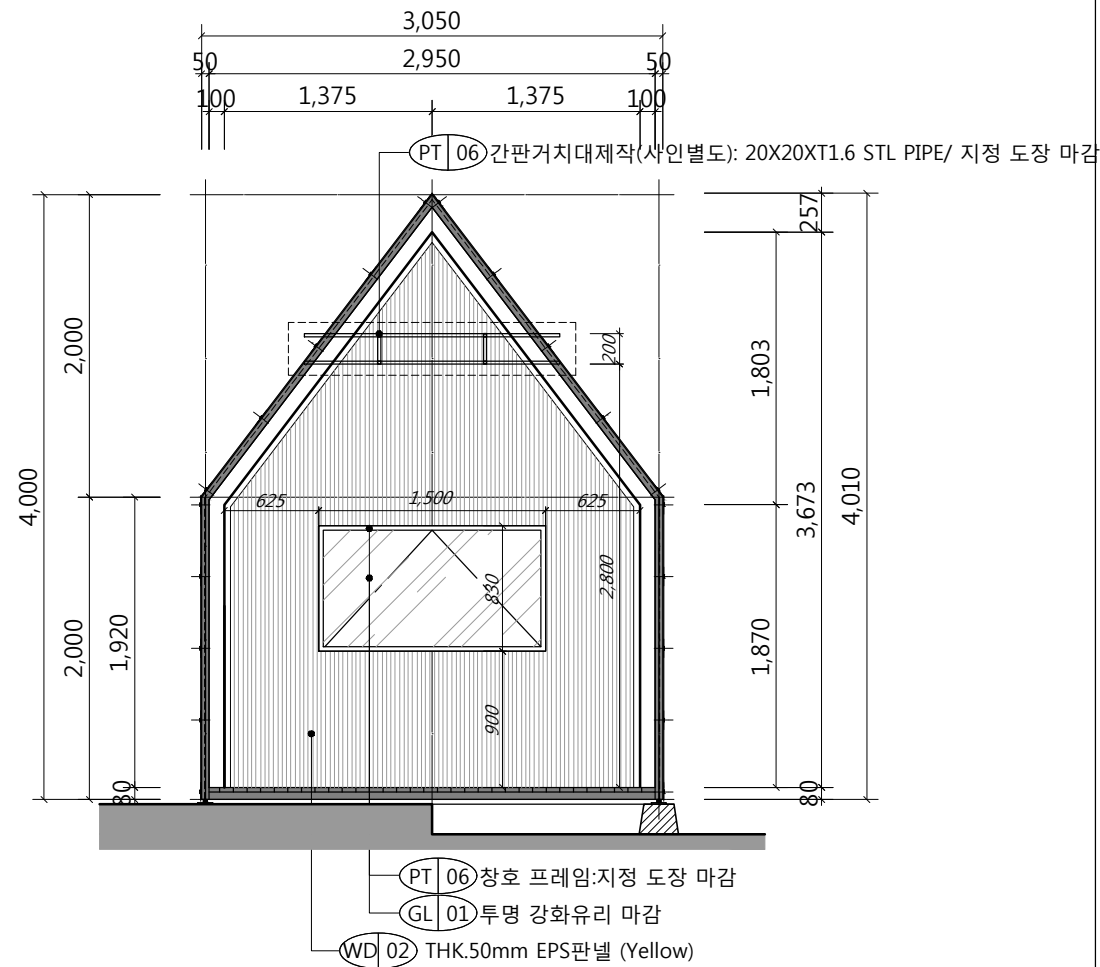 3,050
50 2,950 50
100 1,375 1,375 100
PT 06 간판거치대제작(사인별도): 20X20XT1.6 STL PIPE/ 지정 도장 마감
257
200
2,000
1,803
4,000
625 1,500 625
3,673
4,010
830
2,800
2,000
1,920
1,870
900
80
80
PT 06 창호 프레임:지정 도장 마감
GL 01 투명 강화유리 마감
WD 02 THK.50mm EPS판넬 (Yellow)